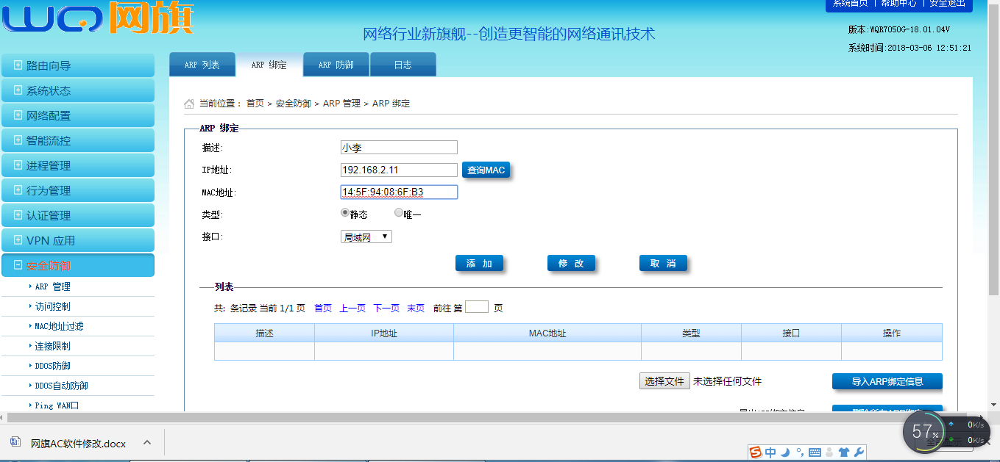 WQ 网旗
系统首页 | 帮助中心 | 安全退出
网络行业新旗舰--创造更智能的网络通讯技术
版本:WQR7050G-18.01.04V
系统时间:2018-03-06 12:51:21
路由向导
系统状态
网络配置
智能流控
进程管理
行为管理
认证管理
VPN 应用
安全防御
ARP 管理
访问控制
MAC地址过滤
连接限制
DDOS防御
DDOS自动防御
Ping WAN口
ARP 列表 ARP 绑定 ARP 防御 日志
当前位置： 首页 > 安全防御 > ARP 管理 > ARP 绑定
ARP 绑定
描述: 小李
IP地址: 192.168.2.11 查询MAC
MAC地址: 14:5F:94:08:6F:B3
类型: 静态 唯一
接口: 局域网
添 加 修 改 取 消
列表
共: 条记录 当前 1/1 页 首页 上一页 下一页 末页 前往 第 页
描述 IP地址 MAC地址 类型 接口 操作
选择文件 未选择任何文件 导入ARP绑定信息
网旗AC软件修改.docx
57%
0K/s
0K/s
中